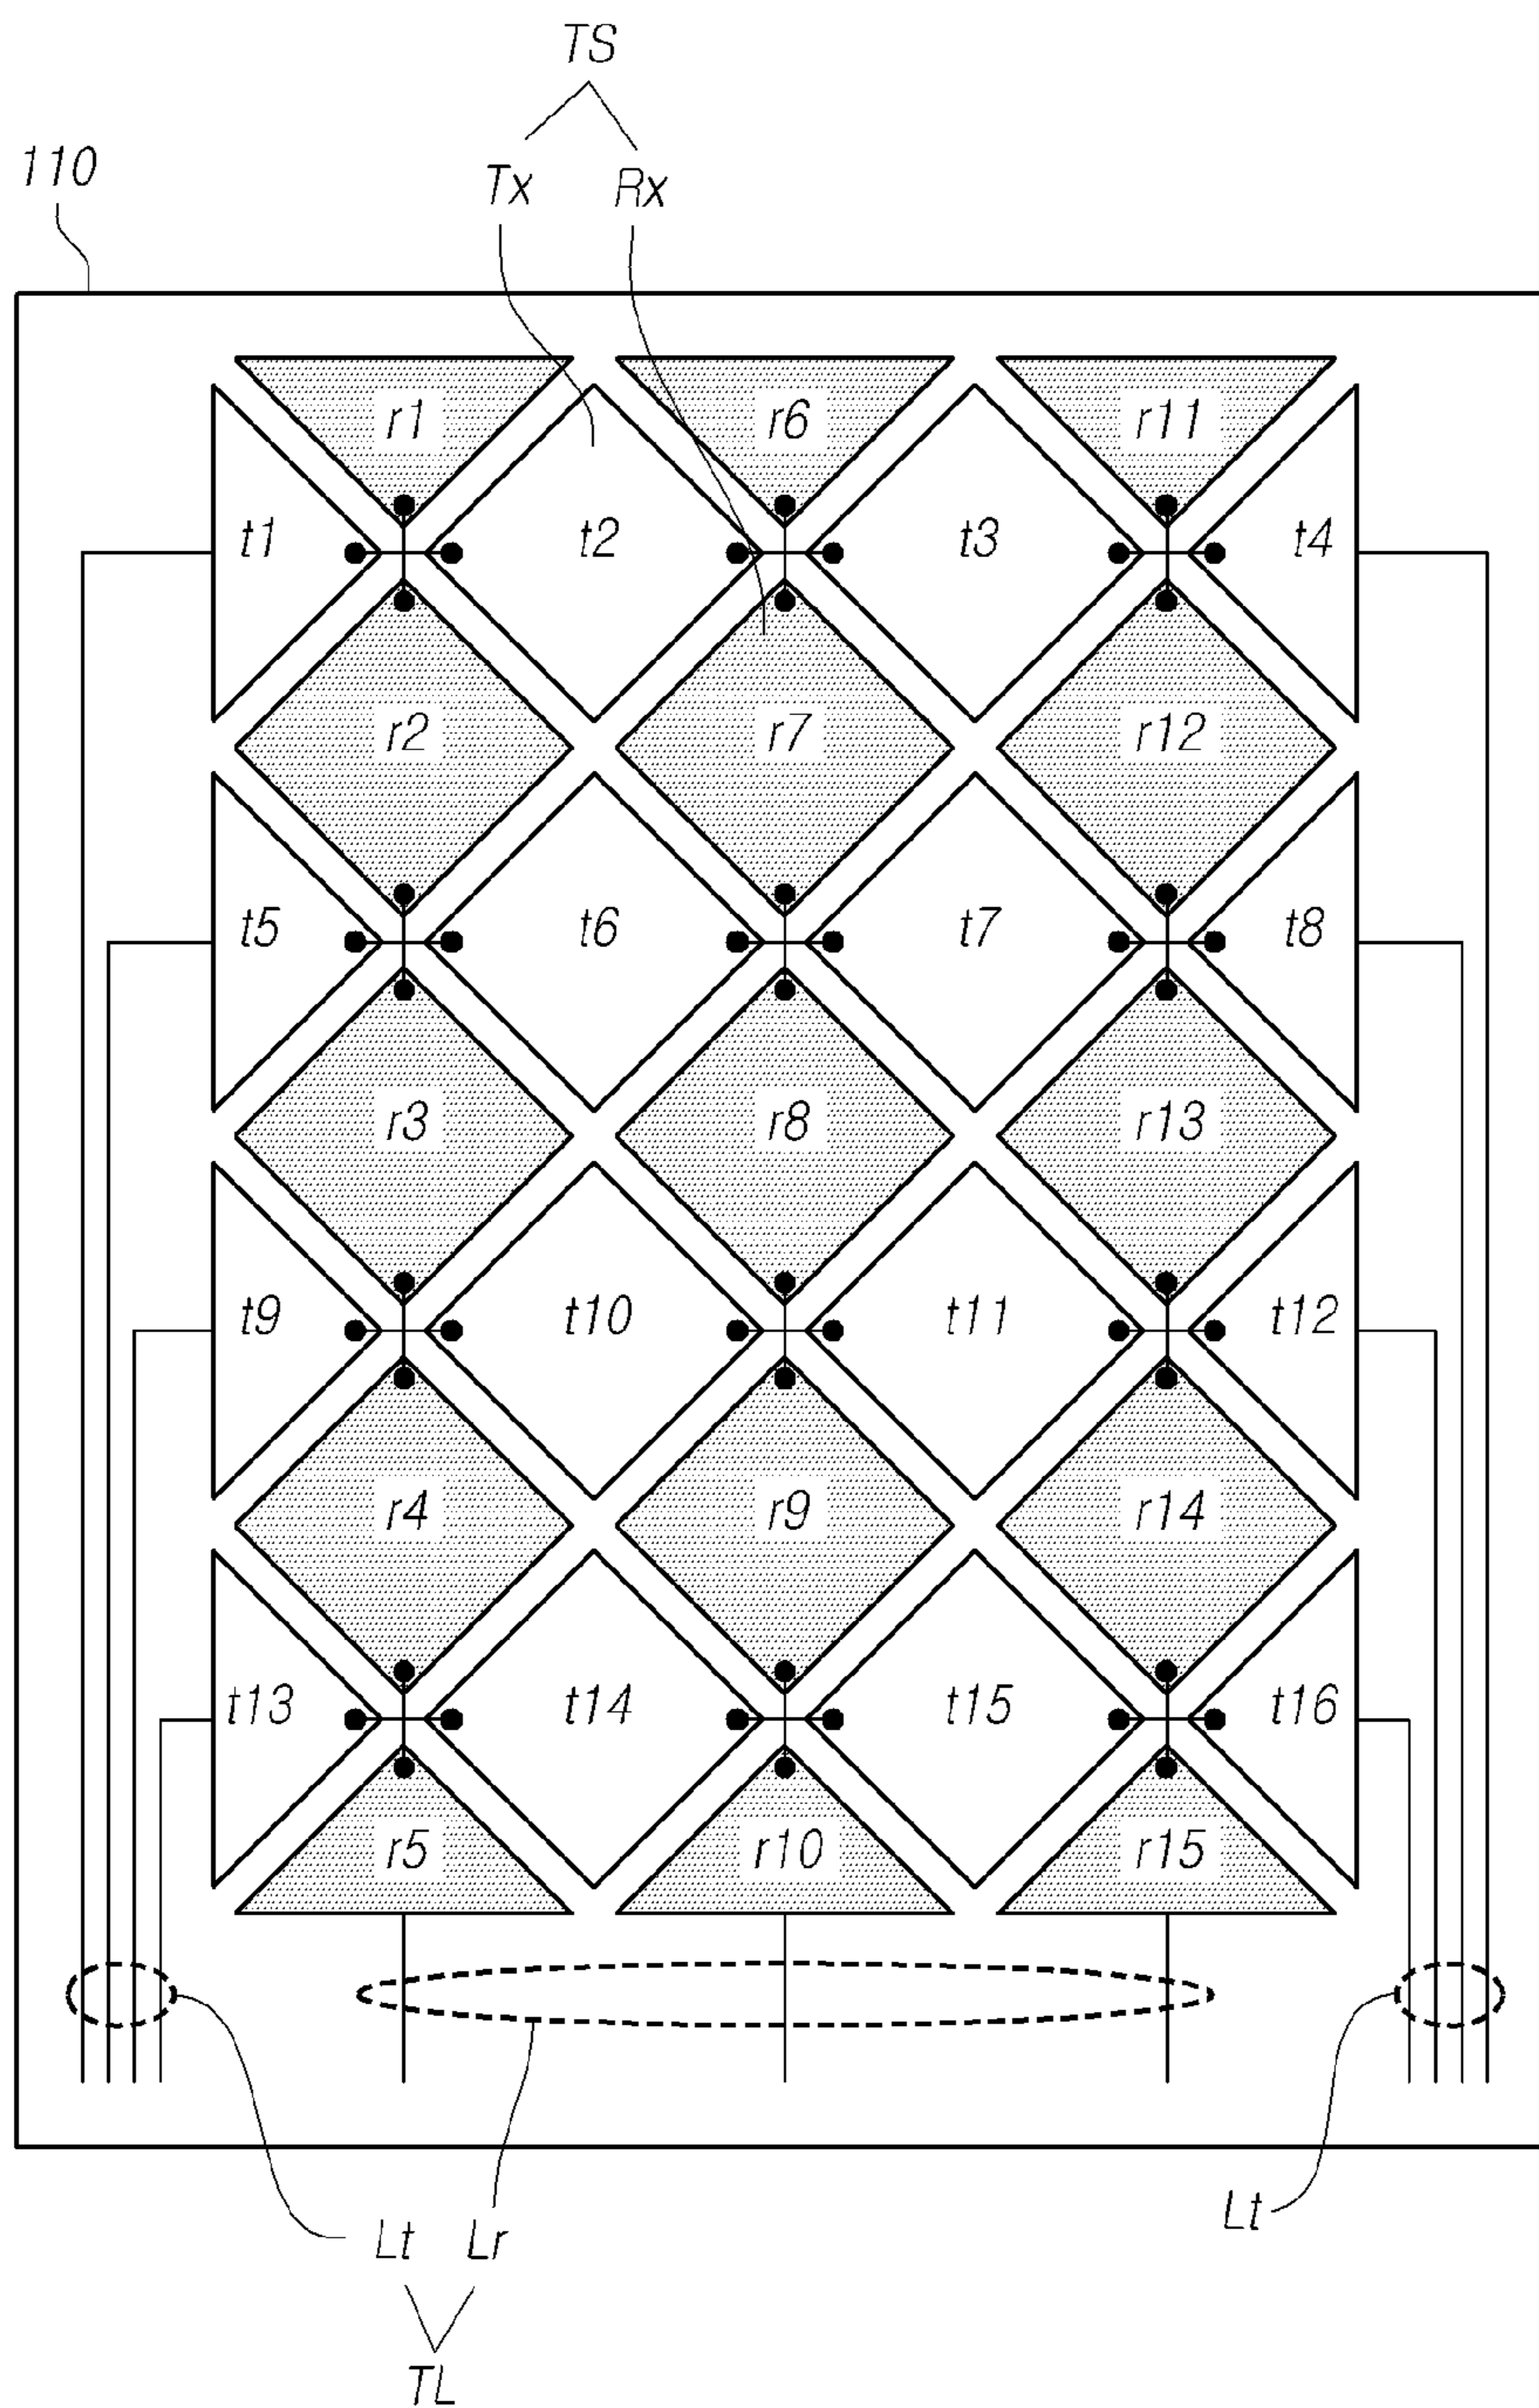 TS
110
Tx Rx
r1 r6 r11
t1 t2 t3 t4
r2 r7 r12
t5 t6 t7 t8
r3 r8 r13
t9 t10 t11 t12
r4 r9 r14
t13 t14 t15 t16
r5 r10 r15
Lt
Lt Lr
TL